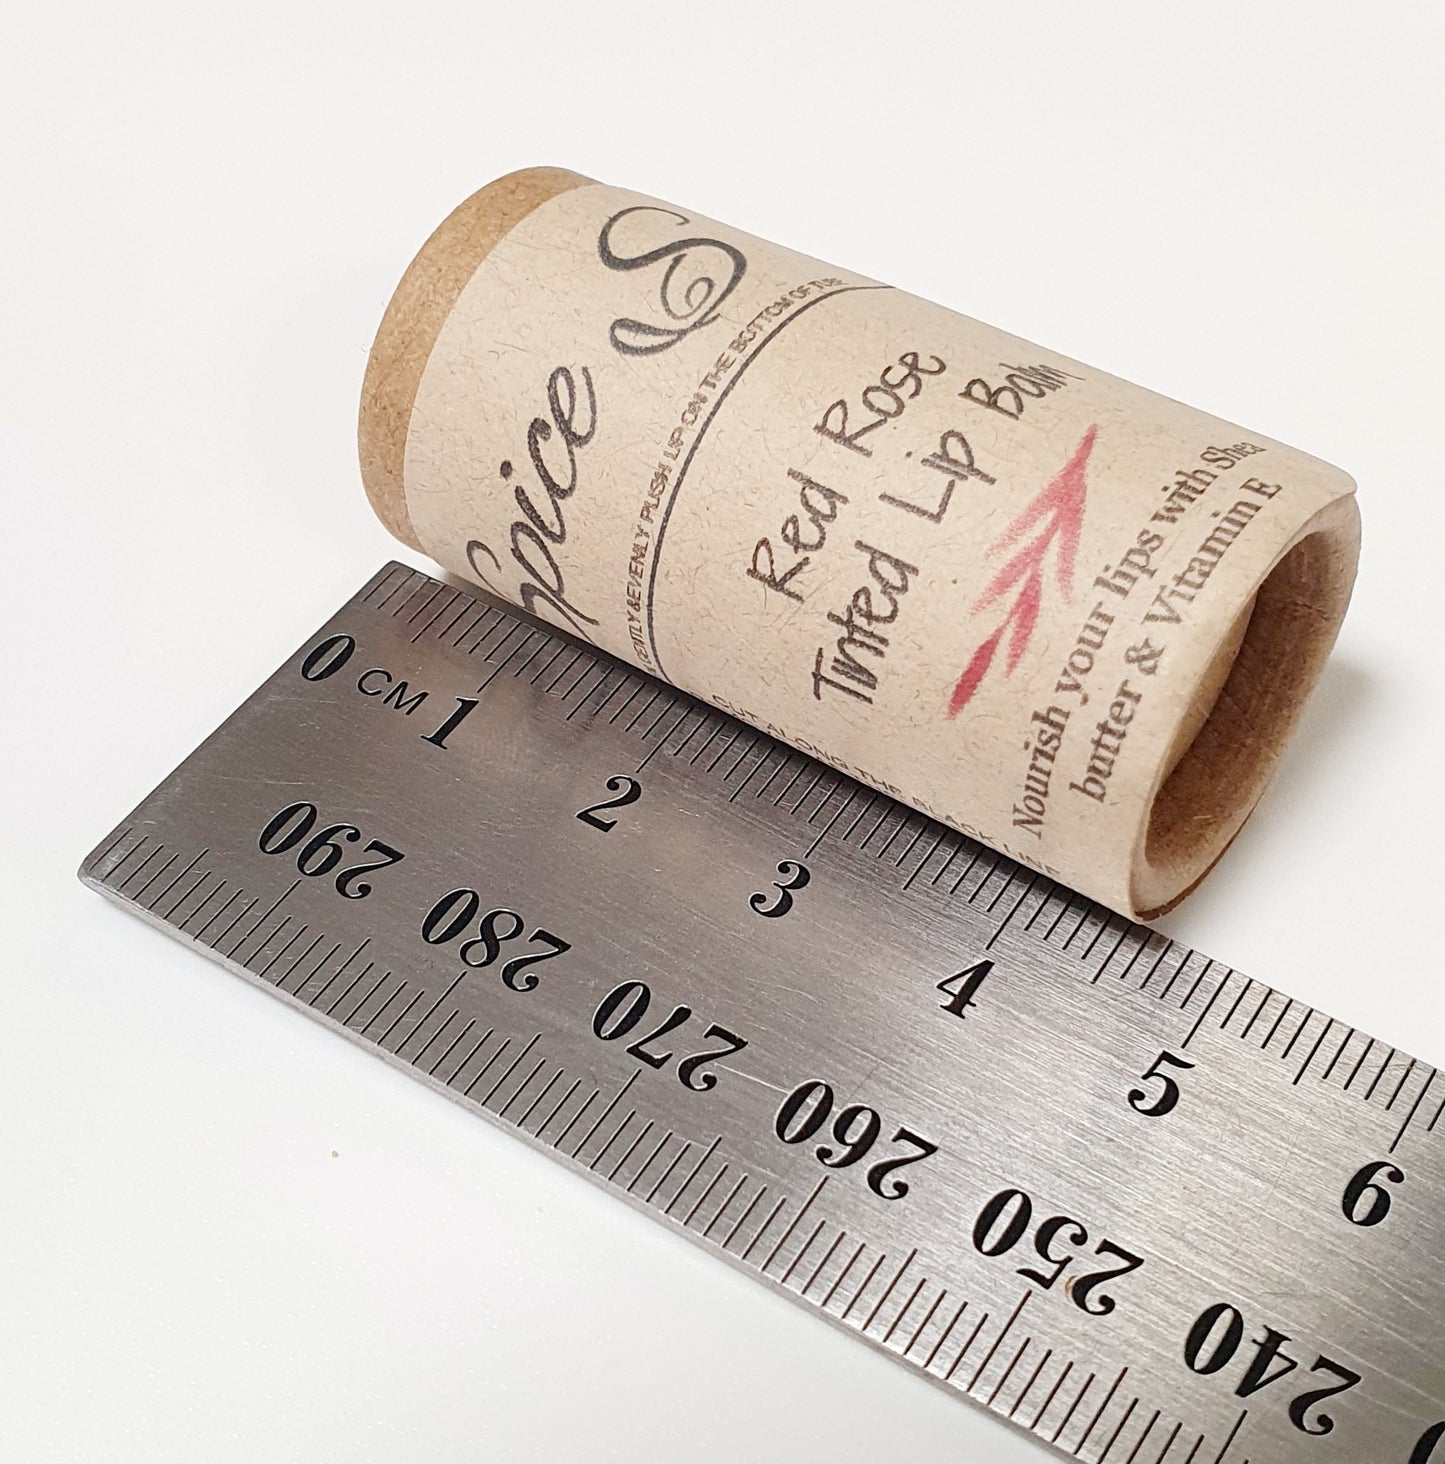 Spice S
GENTLY & EVENLY PUSH UP ON THE BOTTOM OF TUBE
CUT ALONG THE BLACK LINE
Red Rose
Tinted Lip Balm
Nourish your lips with Shea
butter & Vitamin E
0 CM 1 2 3 4 5 6
290 280 270 260 250 240